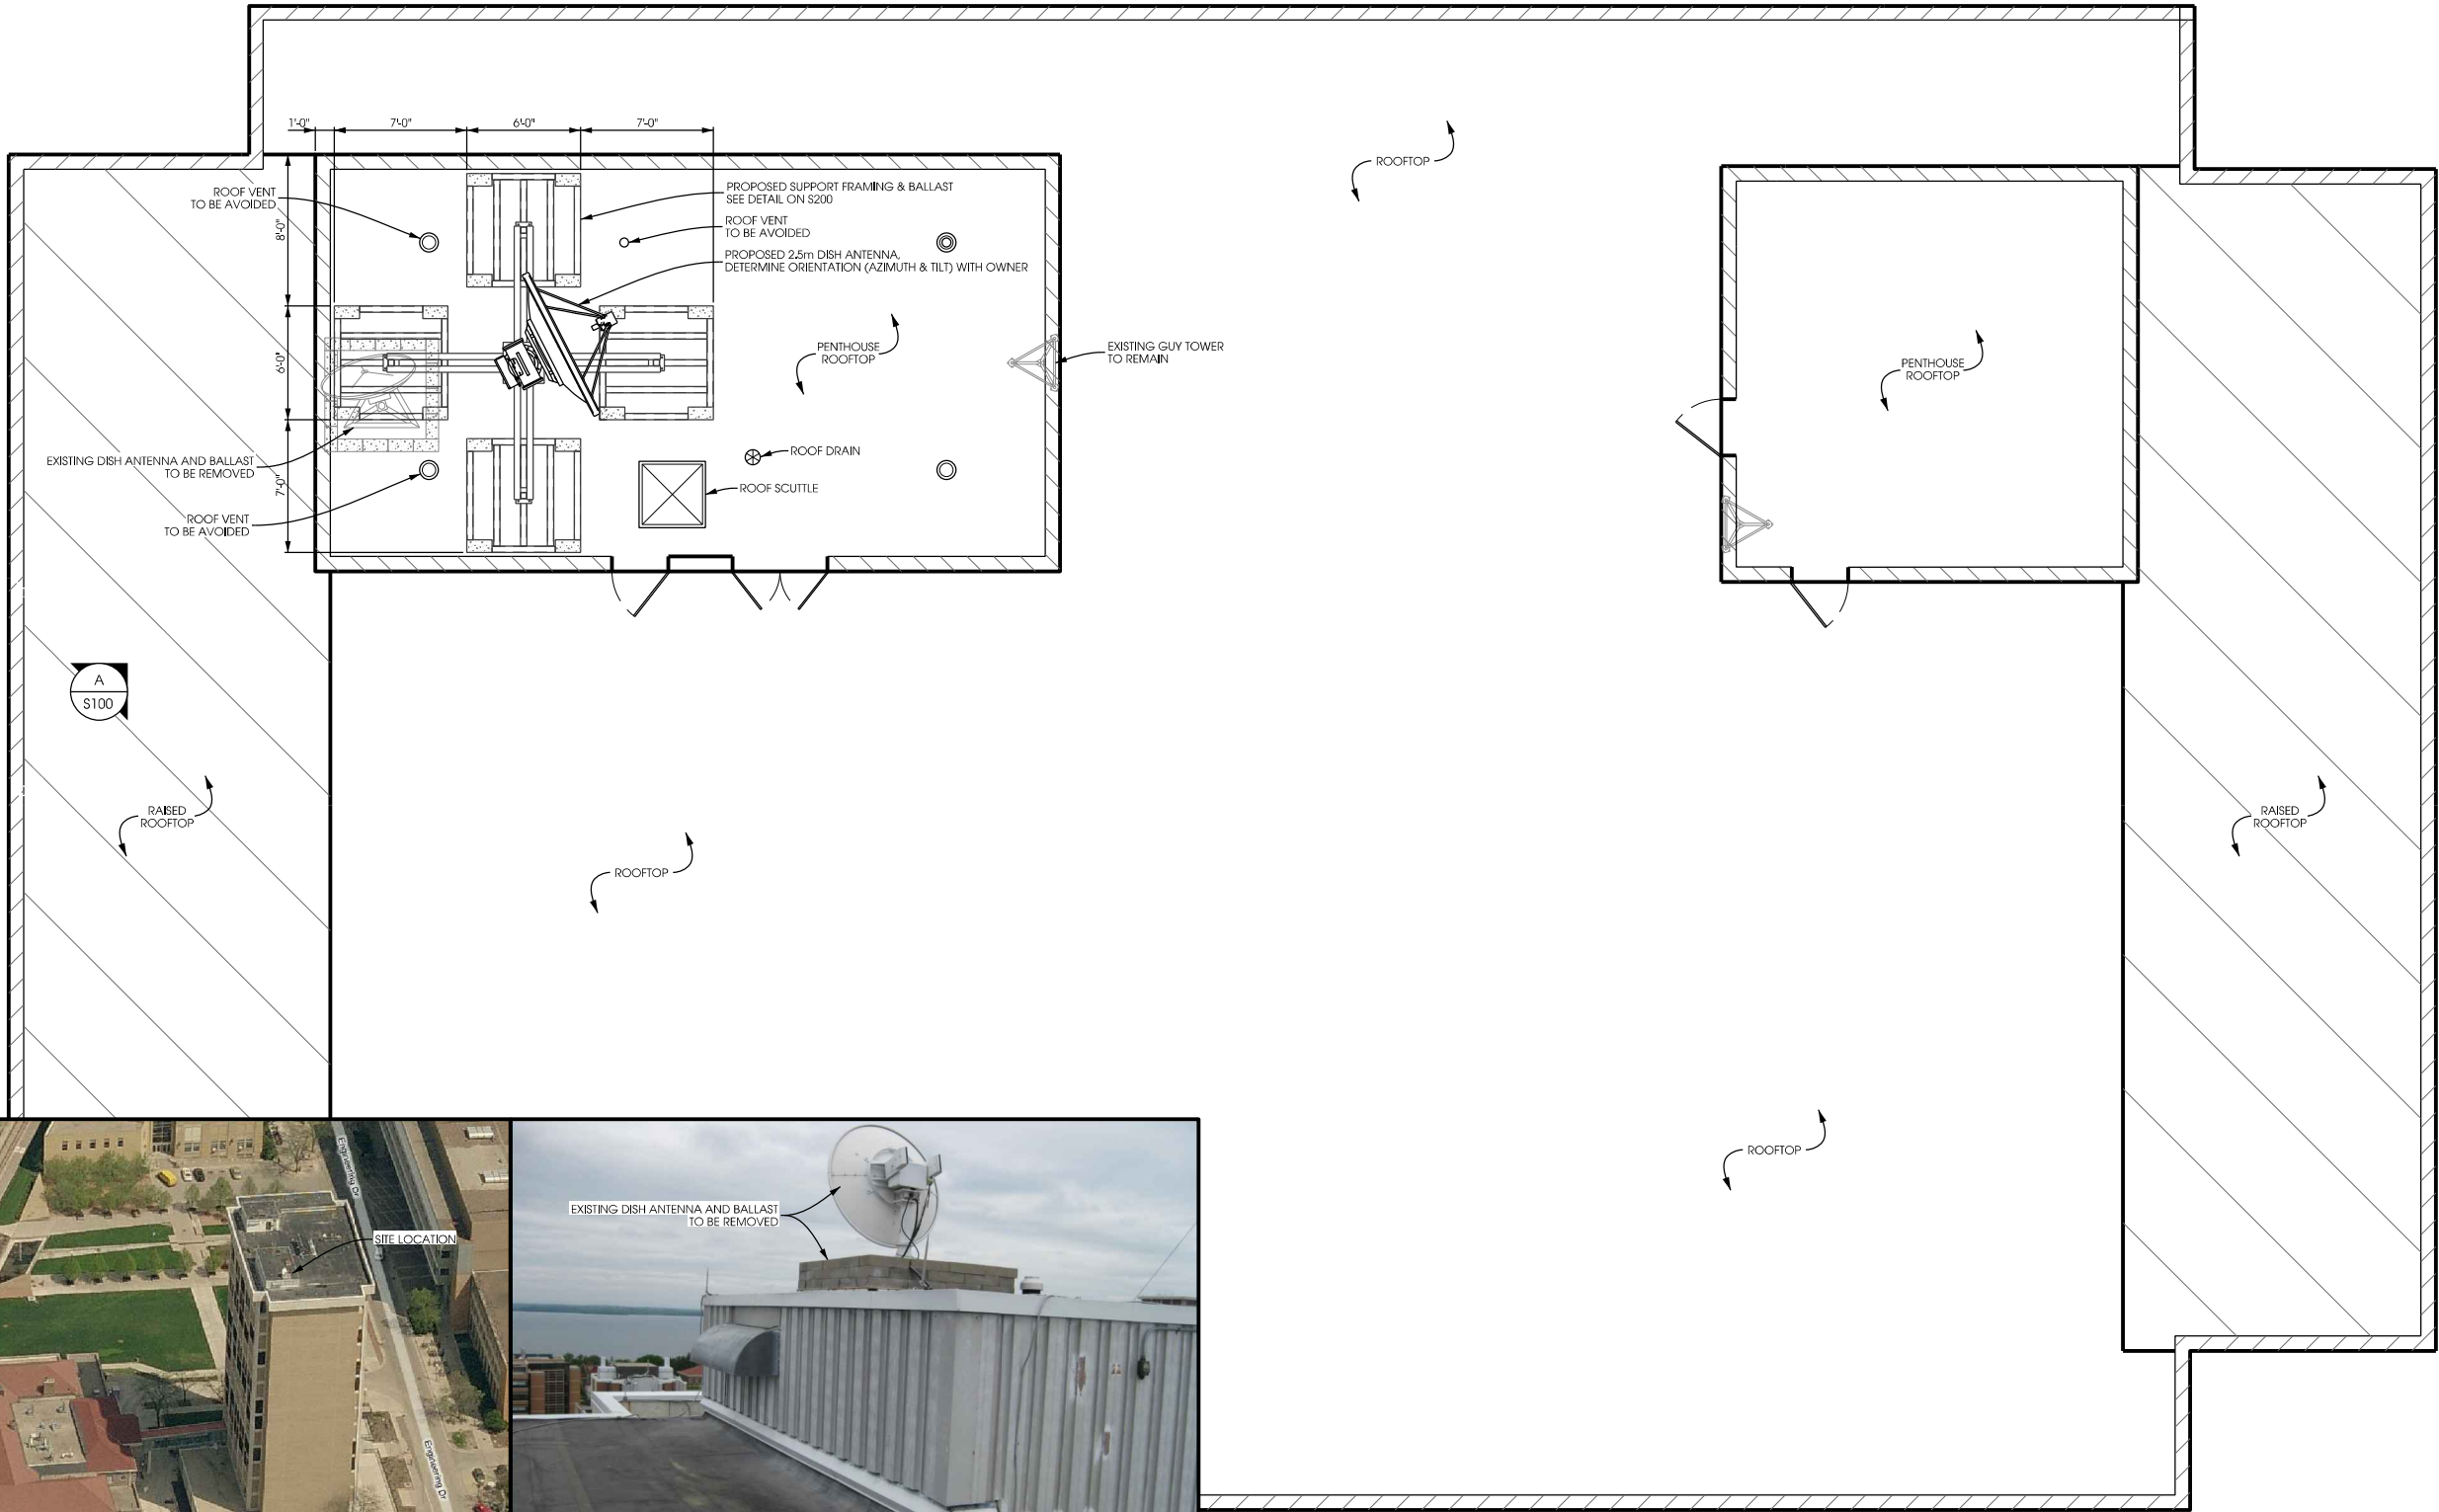 1'-0"
7'-0"
6'-0"
7'-0"
ROOFTOP
ROOF VENT
TO BE AVOIDED
PROPOSED SUPPORT FRAMING & BALLAST
SEE DETAIL ON S200
ROOF VENT
TO BE AVOIDED
PROPOSED 2.5m DISH ANTENNA,
DETERMINE ORIENTATION (AZIMUTH & TILT) WITH OWNER
8'-0"
6'-0"
7'-0"
PENTHOUSE
ROOFTOP
EXISTING GUY TOWER
TO REMAIN
PENTHOUSE
ROOFTOP
EXISTING DISH ANTENNA AND BALLAST
TO BE REMOVED
ROOF DRAIN
ROOF SCUTTLE
ROOF VENT
TO BE AVOIDED
A
S100
RAISED
ROOFTOP
ROOFTOP
RAISED
ROOFTOP
ROOFTOP
Engineering Dr
SITE LOCATION
Engineering Dr
EXISTING DISH ANTENNA AND BALLAST
TO BE REMOVED